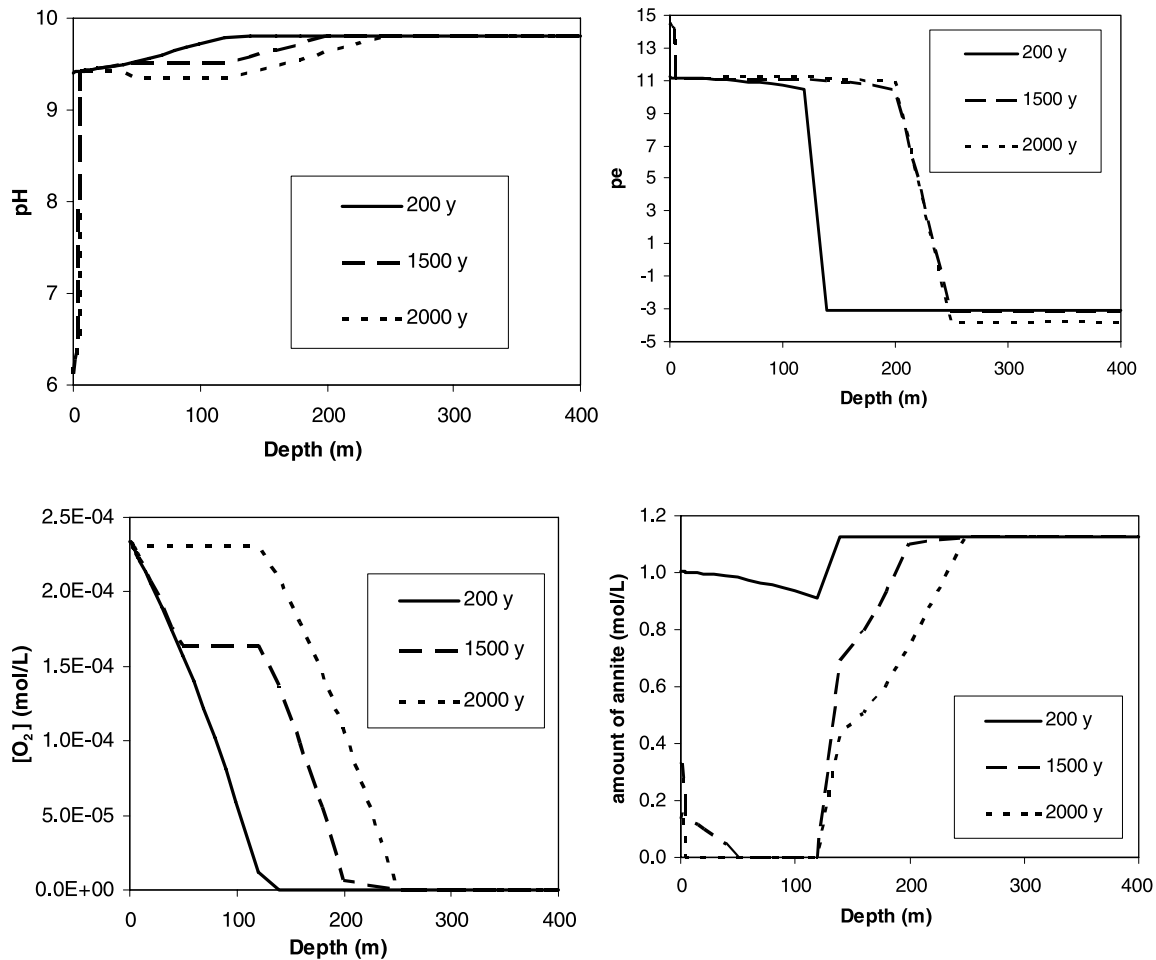 10
9
8
7
6
pH
0 100 200 300 400
Depth (m)
200 y
1500 y
2000 y
15
13
11
9
7
5
3
1
-1
-3
-5
pe
0 100 200 300 400
Depth (m)
200 y
1500 y
2000 y
2.5E-04
2.0E-04
1.5E-04
1.0E-04
5.0E-05
0.0E+00
[O2] (mol/L)
0 100 200 300 400
Depth (m)
200 y
1500 y
2000 y
1.2
1.0
0.8
0.6
0.4
0.2
0.0
amount of annite (mol/L)
0 100 200 300 400
Depth (m)
200 y
1500 y
2000 y